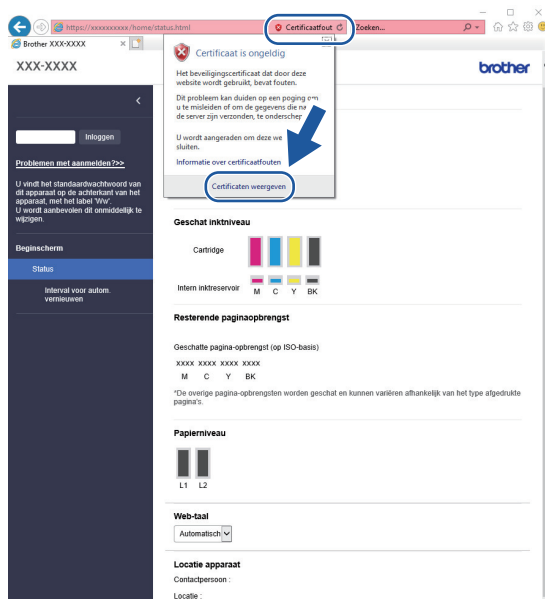 https://xxxxxxxxxx/home/status.html
Certificaatfout
Zoeken...
Brother XXX-XXXX
XXX-XXXX
brother
Certificaat is ongeldig
Het beveiligingscertificaat dat door deze
website wordt gebruikt, bevat fouten.
Dit probleem kan duiden op een poging om
u te misleiden of om de gegevens die na
de server zijn verzonden, te onderschep
U wordt aangeraden om deze we
sluiten.
Informatie over certificaatfouten
Certificaten weergeven
Inloggen
Problemen met aanmelden?>>
U vindt het standaardwachtwoord van
dit apparaat op de achterkant van het
apparaat, met het label 'Ww'.
U wordt aanbevolen dit onmiddellijk te
wijzigen.
Beginscherm
Status
Interval voor autom.
vernieuwen
Geschat inktniveau
Cartridge
Intern inktreservoir
M C Y BK
Resterende paginaopbrengst
Geschatte pagina-opbrengst (op ISO-basis)
xxxx xxxx xxxx xxxx
M C Y BK
*De overige pagina-opbrengsten worden geschat en kunnen variëren afhankelijk van het type afgedrukte
pagina's.
Papierniveau
L1 L2
Web-taal
Automatisch
Locatie apparaat
Contactpersoon :
Locatie :